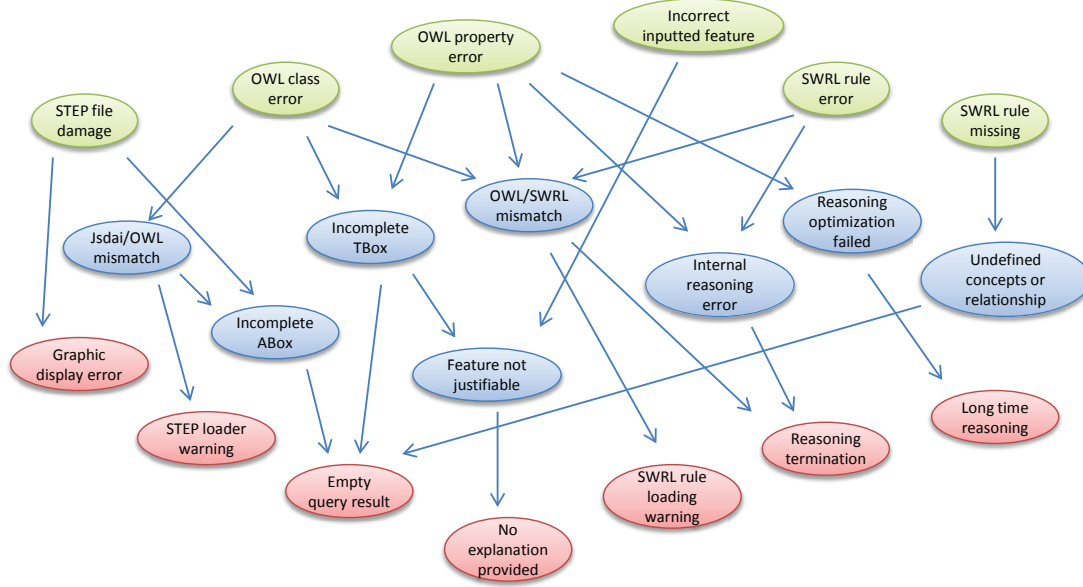 Incorrect
inputted feature
OWL property
error
OWL class
error
SWRL rule
error
STEP file
damage
SWRL rule
missing
OWL/SWRL
mismatch
Reasoning
optimization
failed
Jsdai/OWL
mismatch
Incomplete
TBox
Internal
reasoning
error
Undefined
concepts or
relationship
Incomplete
ABox
Graphic
display error
Feature not
justifiable
Long time
reasoning
STEP loader
warning
Reasoning
termination
Empty
query result
SWRL rule
loading
warning
No
explanation
provided